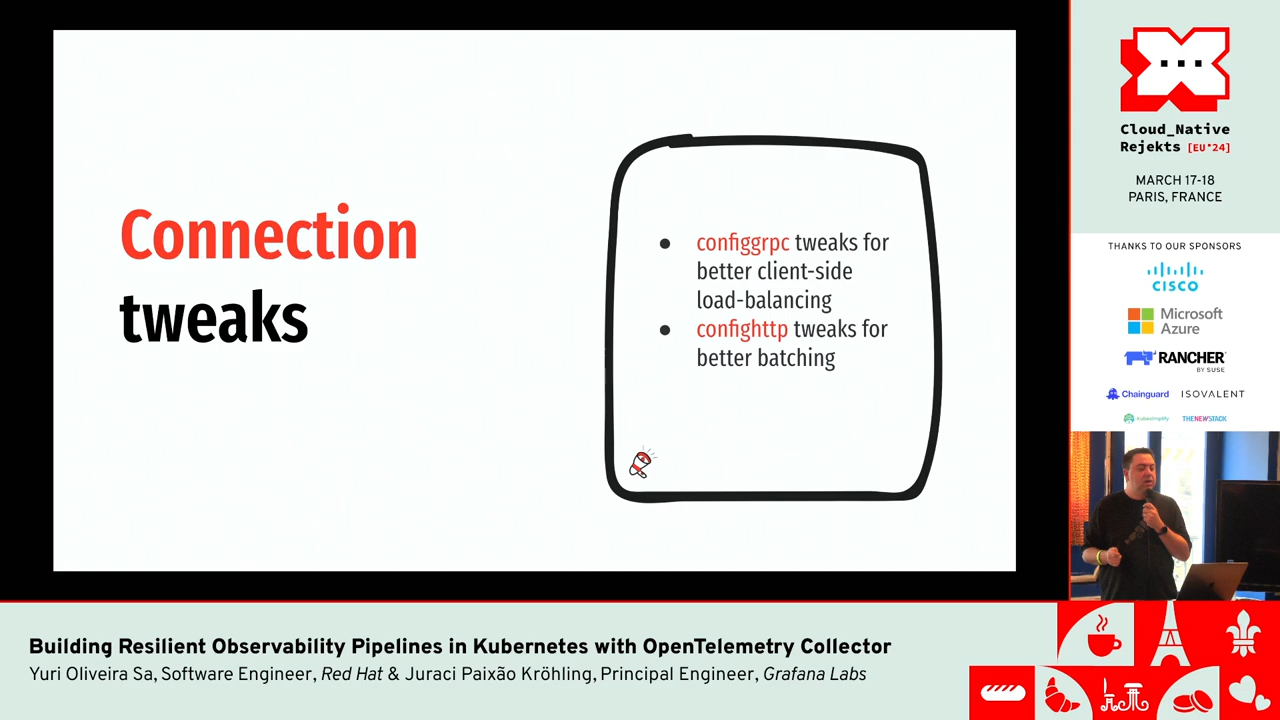 Connection
tweaks
● configgrpc tweaks for
better client-side
load-balancing
● confighttp tweaks for
better batching
Cloud_Native
Rejekts [EU'24]
MARCH 17-18
PARIS, FRANCE
THANKS TO OUR SPONSORS
CISCO
Microsoft
Azure
RANCHER
BY SUSE
Chainguard ISOVALENT
kubesimplify THENEWSTACK
Building Resilient Observability Pipelines in Kubernetes with OpenTelemetry Collector
Yuri Oliveira Sa, Software Engineer, Red Hat & Juraci Paixão Kröhling, Principal Engineer, Grafana Labs